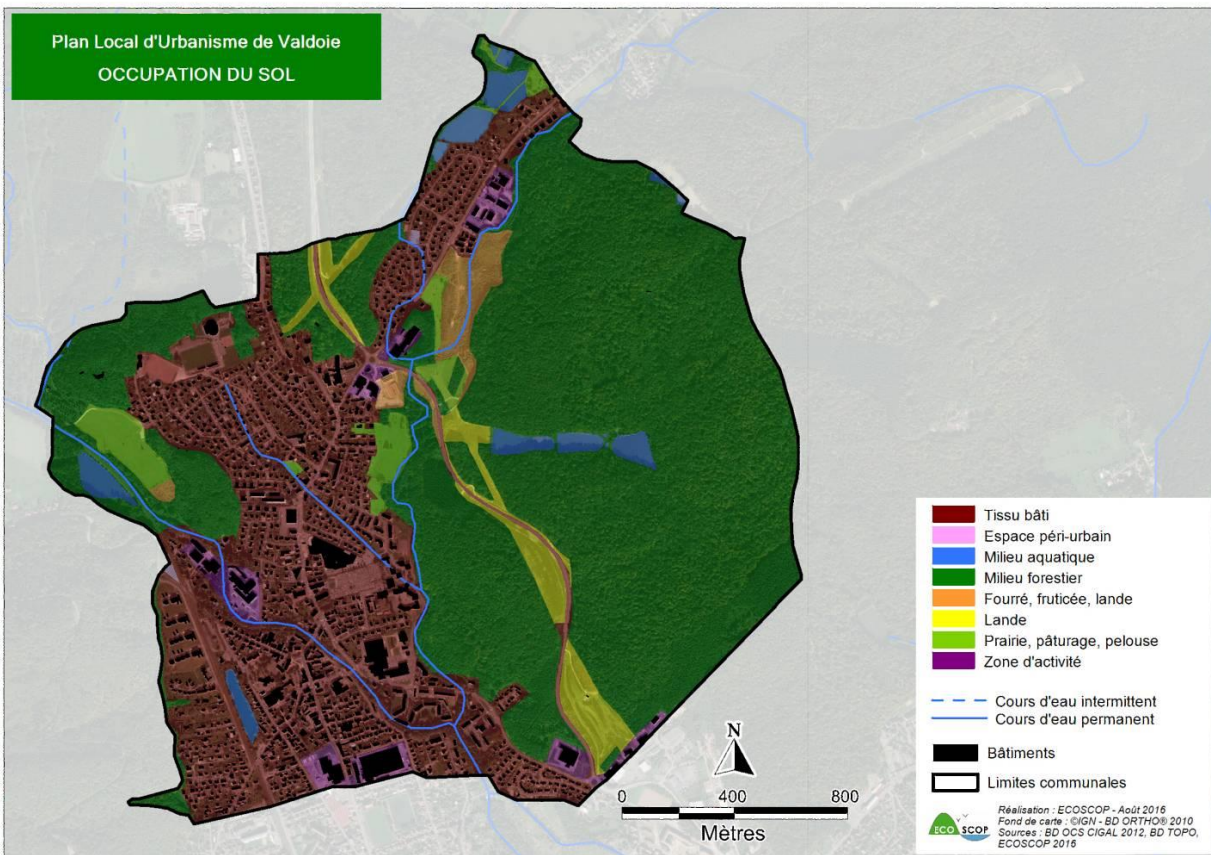 Plan Local d'Urbanisme de Valdoie
OCCUPATION DU SOL
Tissu bâti
Espace péri-urbain
Milieu aquatique
Milieu forestier
Fourré, fruticée, lande
Lande
Prairie, pâturage, pelouse
Zone d'activité
Cours d'eau intermittent
Cours d'eau permanent
Bâtiments
Limites communales
N
0 400 800
Mètres
ECO SCOP
Réalisation : ECOSCOP - Août 2016
Fond de carte : ©IGN - BD ORTHO® 2010
Sources : BD OCS CIGAL 2012, BD TOPO,
ECOSCOP 2016